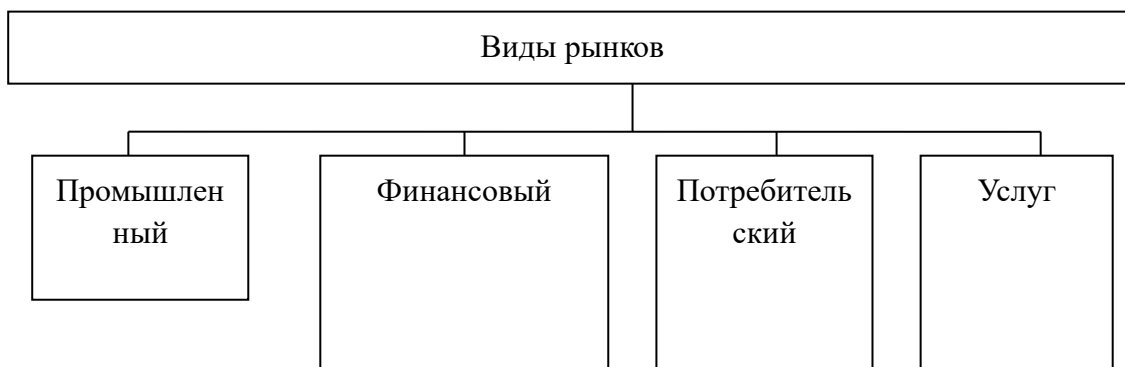 Виды рынков
Промышлен
ный
Финансовый
Потребитель
ский
Услуг